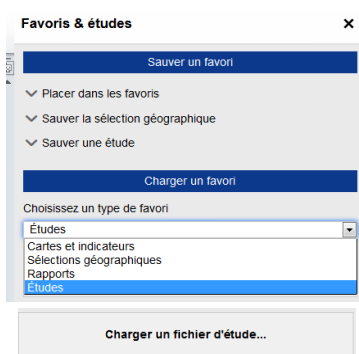 Favoris & études
Sauver un favori
Placer dans les favoris
Sauver la sélection géographique
Sauver une étude
Charger un favori
Choisissez un type de favori
Études
Cartes et indicateurs
Sélections géographiques
Rapports
Études
Charger un fichier d'étude...